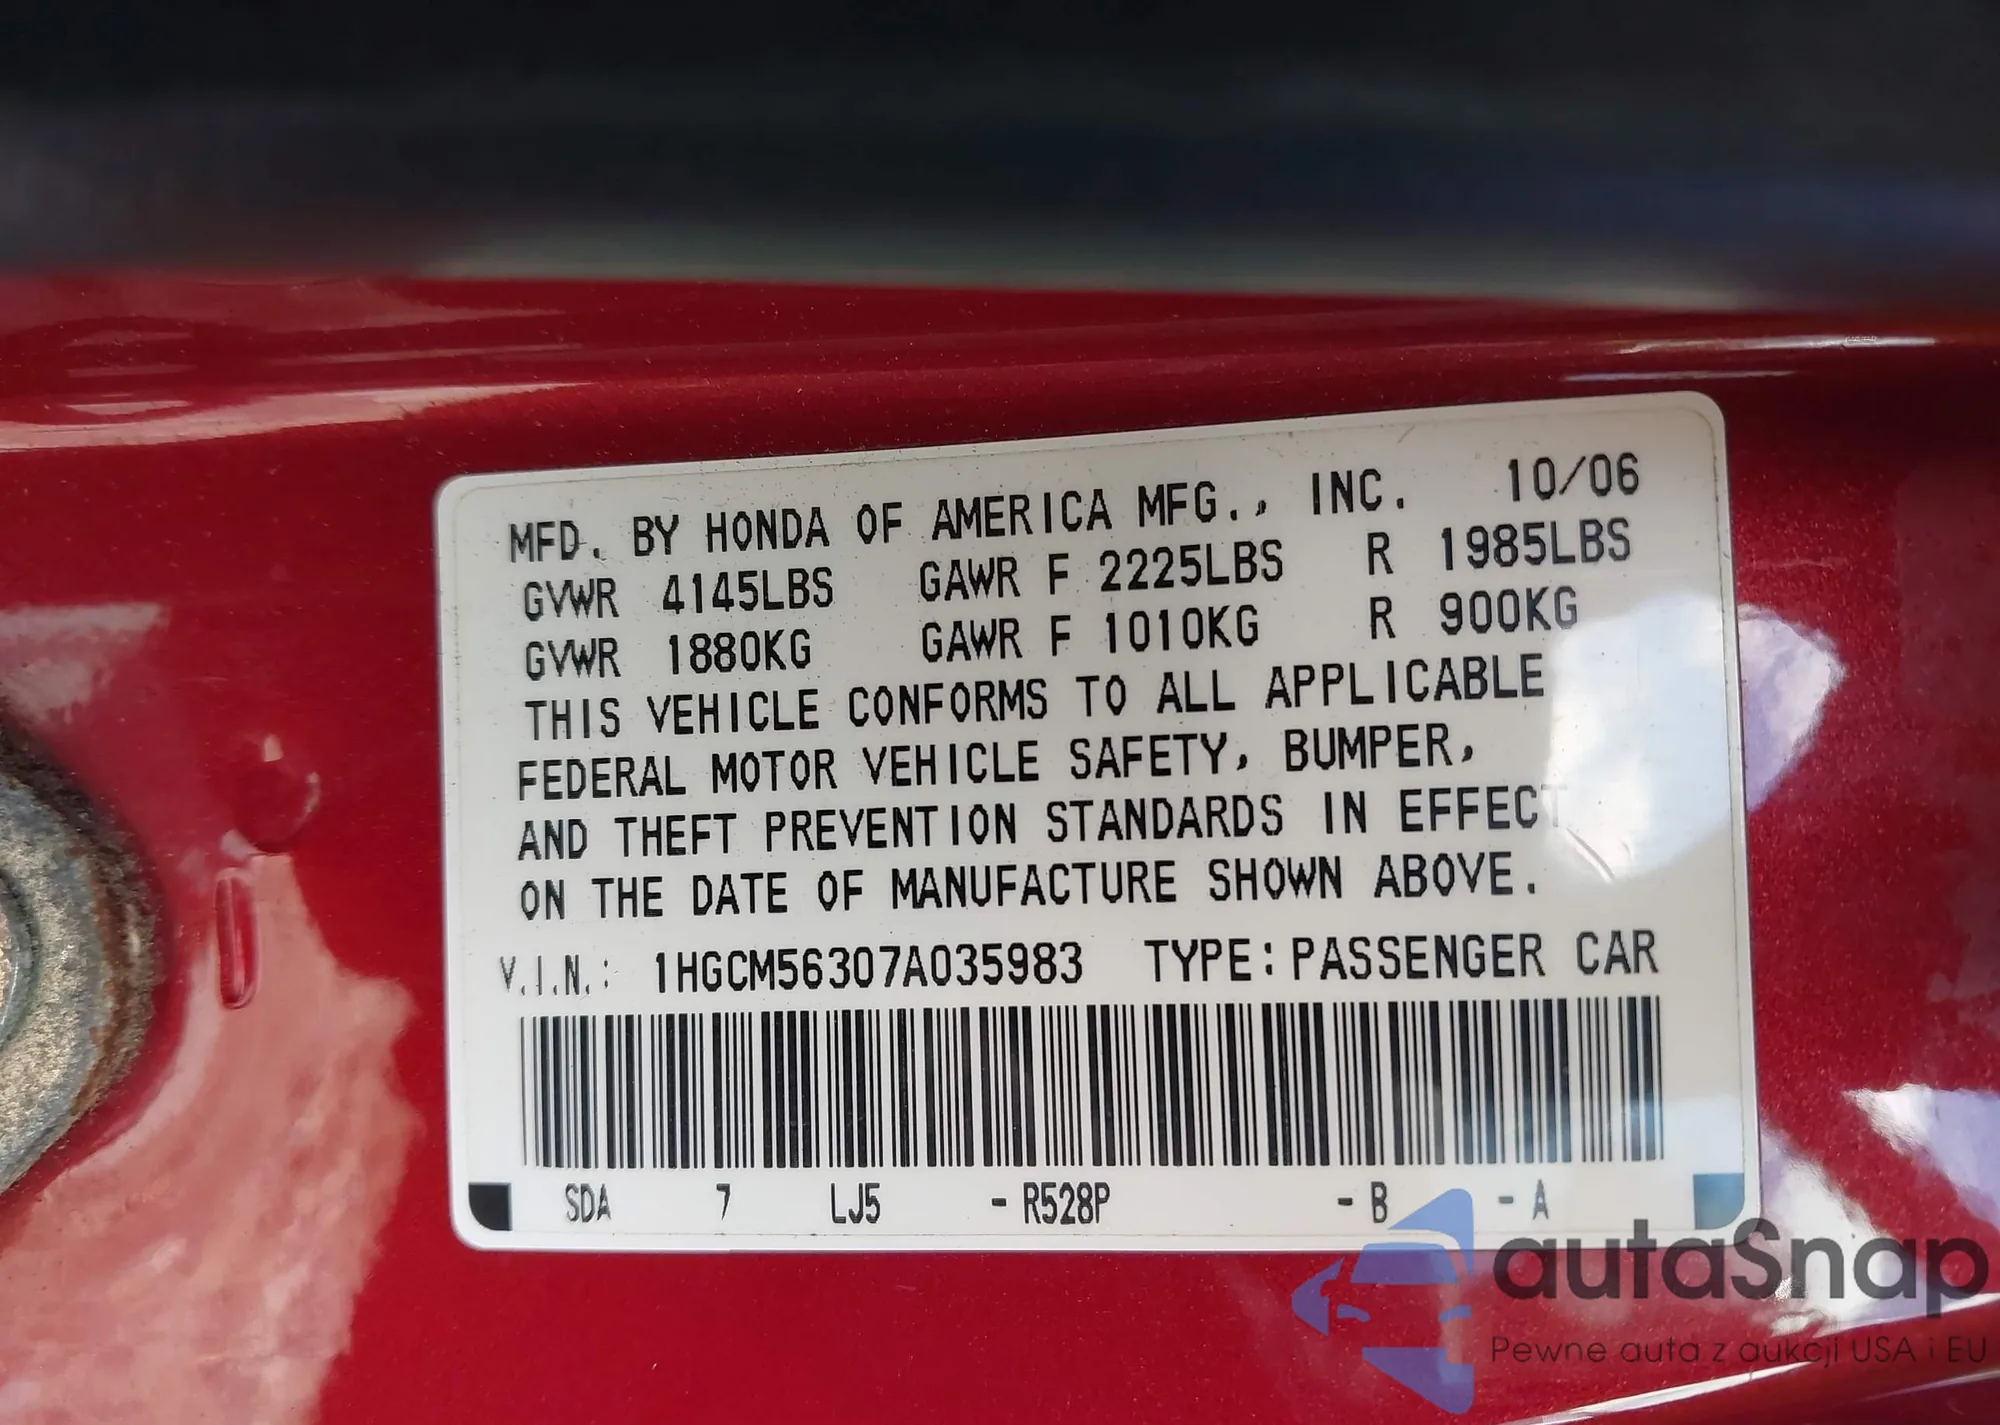 MFD. BY HONDA OF AMERICA MFG., INC. 10/06
GVWR 4145LBS GAWR F 2225LBS R 1985LBS
GVWR 1880KG GAWR F 1010KG R 900KG
THIS VEHICLE CONFORMS TO ALL APPLICABLE
FEDERAL MOTOR VEHICLE SAFETY, BUMPER,
AND THEFT PREVENTION STANDARDS IN EFFECT
ON THE DATE OF MANUFACTURE SHOWN ABOVE.
V.I.N.: 1HGCM56307A035983 TYPE: PASSENGER CAR
SDA 7 LJ5 - R528P - B - A
autaSnap
Pewne auta z aukcji USA i EU